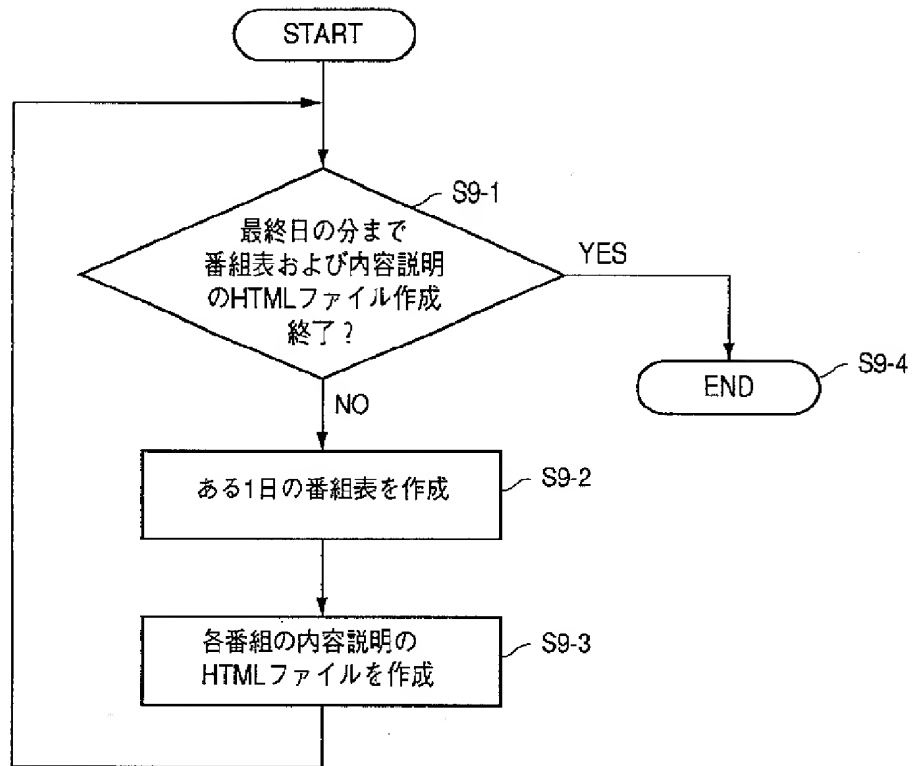 START
S9-1
最終日の分まで
番組表および内容説明
のHTMLファイル作成
終了?
YES
S9-4
END
NO
ある1日の番組表を作成
S9-2
各番組の内容説明の
HTMLファイルを作成
S9-3